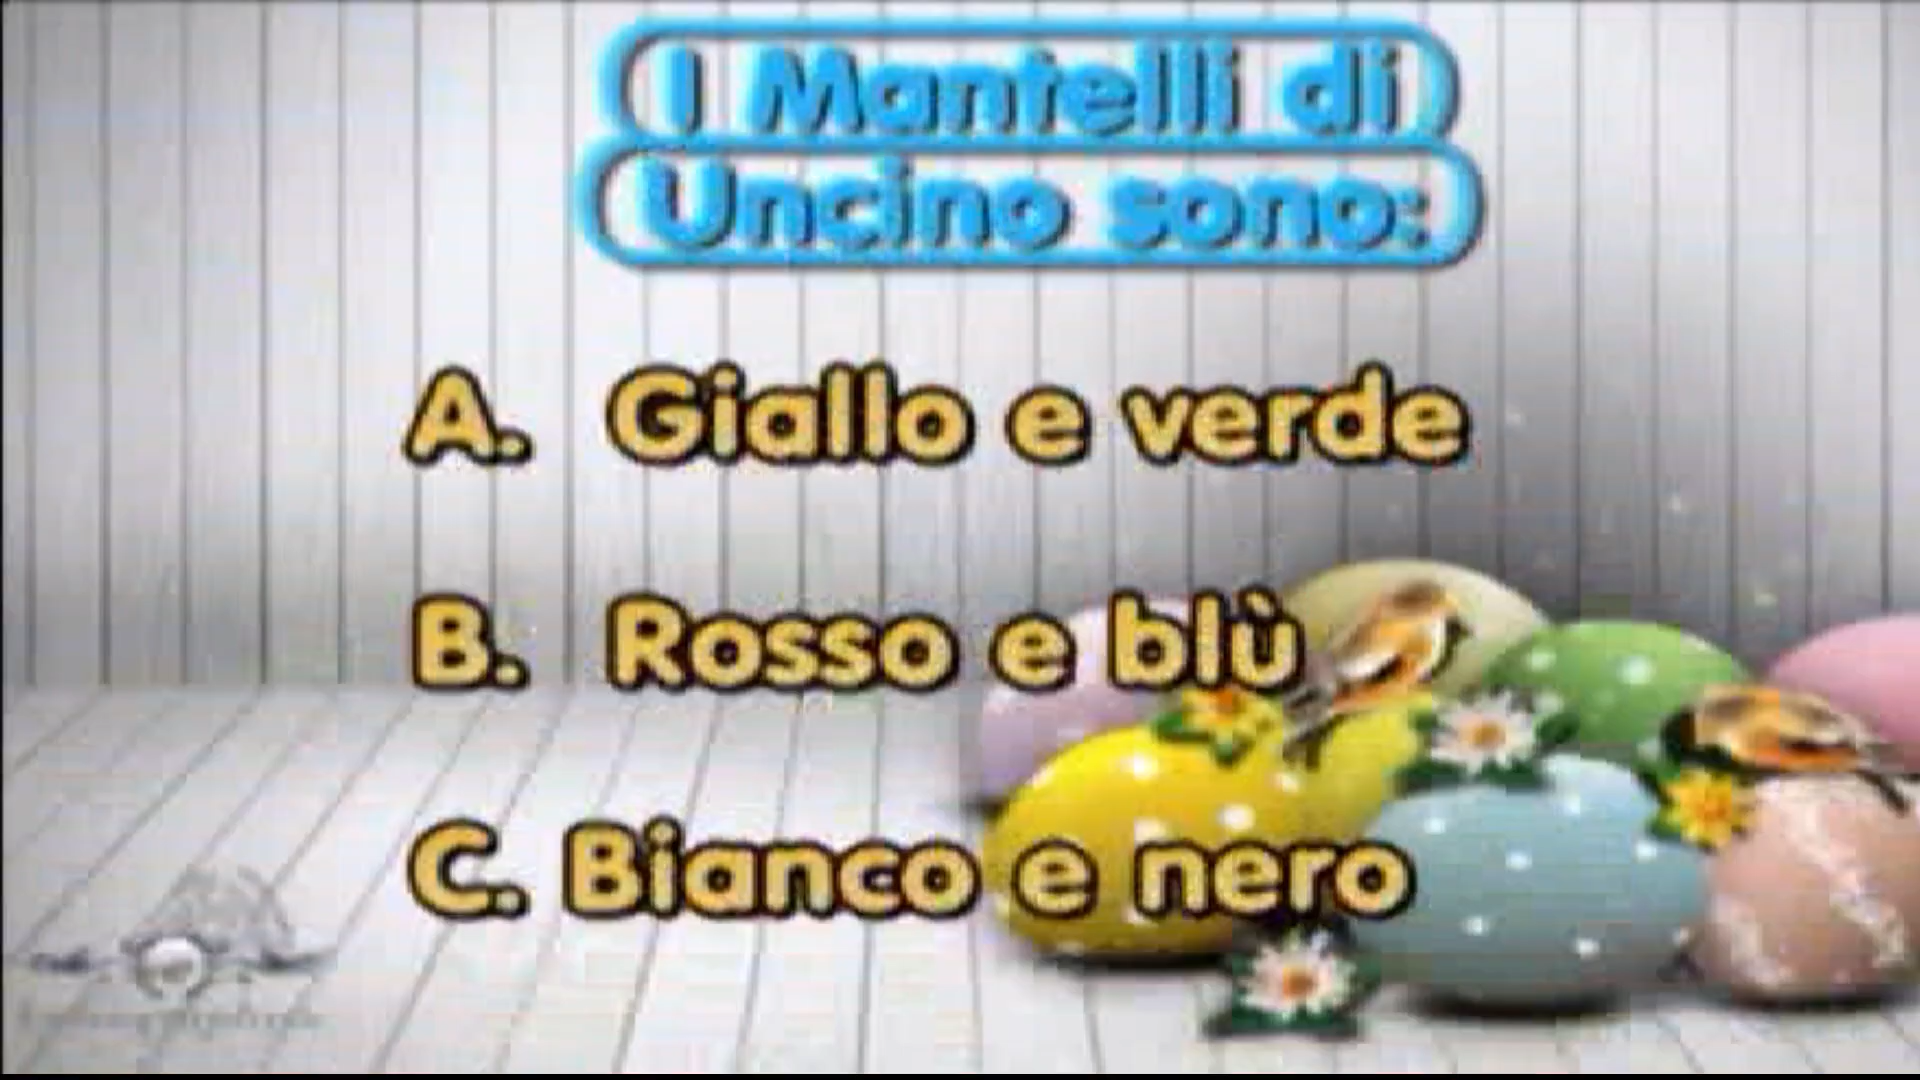 I Mantelli di
Uncino sono:
A. Giallo e verde
B. Rosso e blù
C. Bianco e nero